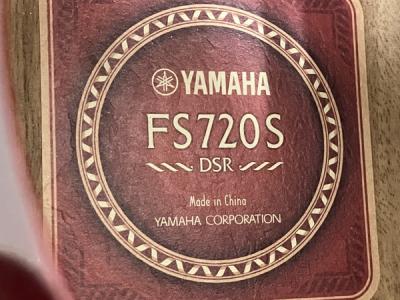 YAMAHA
FS720S
DSR
Made in China
YAMAHA CORPORATION